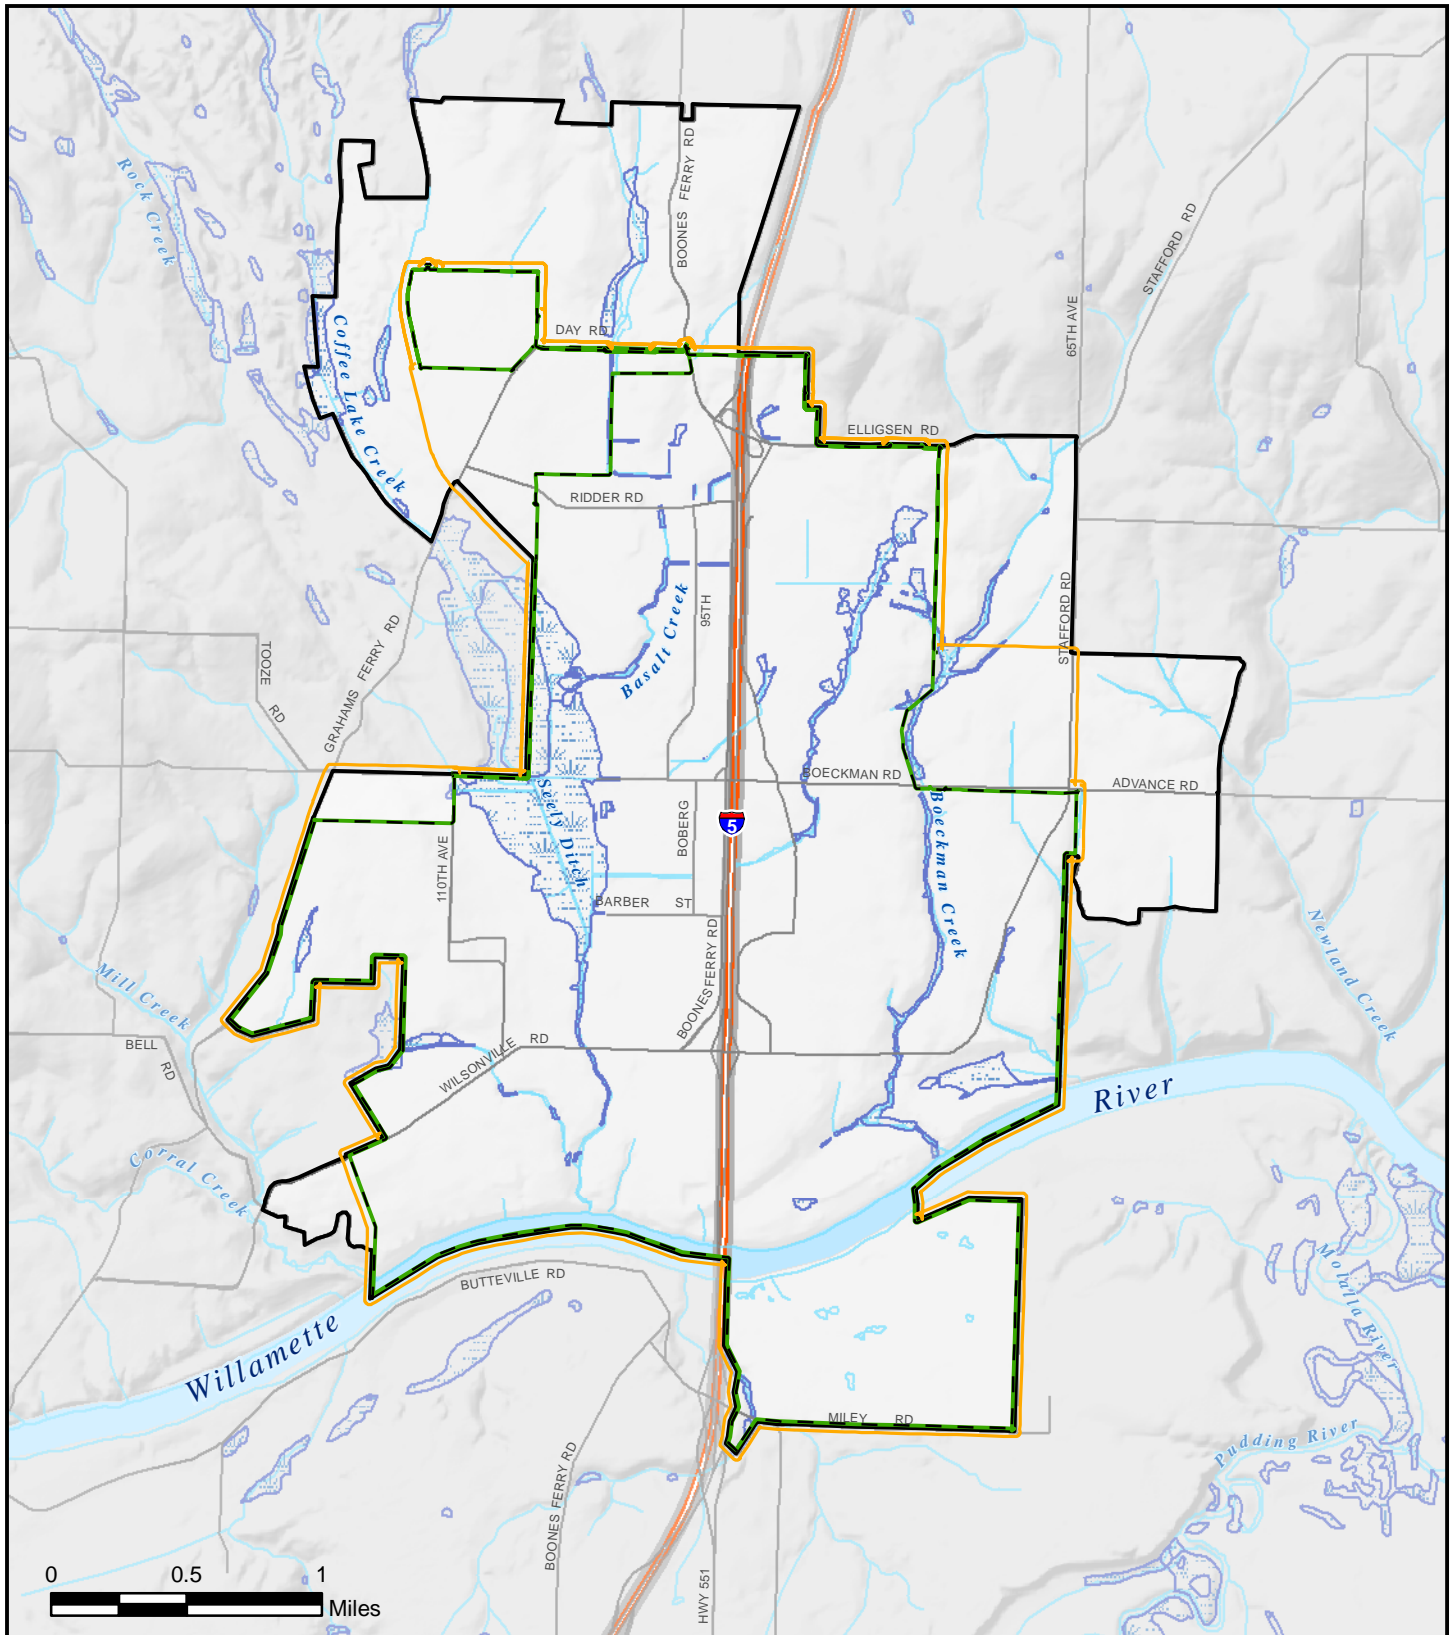 BOONES FERRY RD
Rock Creek
STAFFORD RD
65TH AVE
DAY RD
Coffee Lake Creek
ELLIGSEN RD
RIDDER RD
STAFFORD RD
95TH
Basalt Creek
TOOZE RD
GRAHAMS FERRY RD
BOECKMAN RD
ADVANCE RD
Seely Ditch
Boeckman Creek
5
BOBERG
110TH AVE
BARBER ST
BOONES FERRY RD
Newland Creek
Mill Creek
BELL RD
WILSONVILLE RD
River
Corral Creek
BUTTEVILLE RD
Molalla River
Willamette
MILEY RD
Pudding River
BOONES FERRY RD
HWY 551
0 0.5 1
Miles